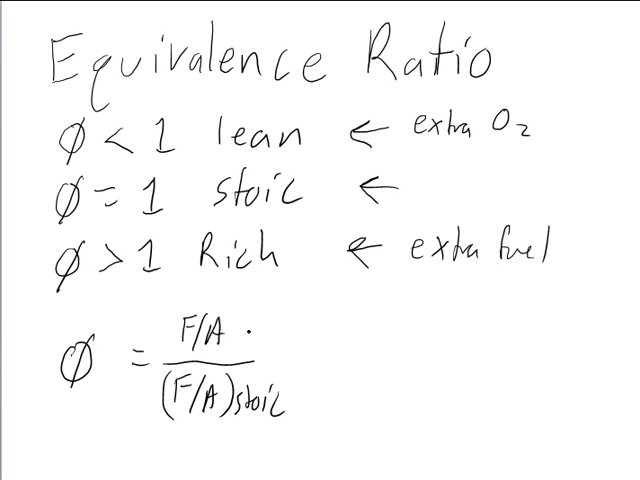 Equivalence Ratio
φ < 1 lean ← extra O2
φ = 1 stoic ←
φ > 1 Rich ← extra fuel
φ = F/A
(F/A)stoic